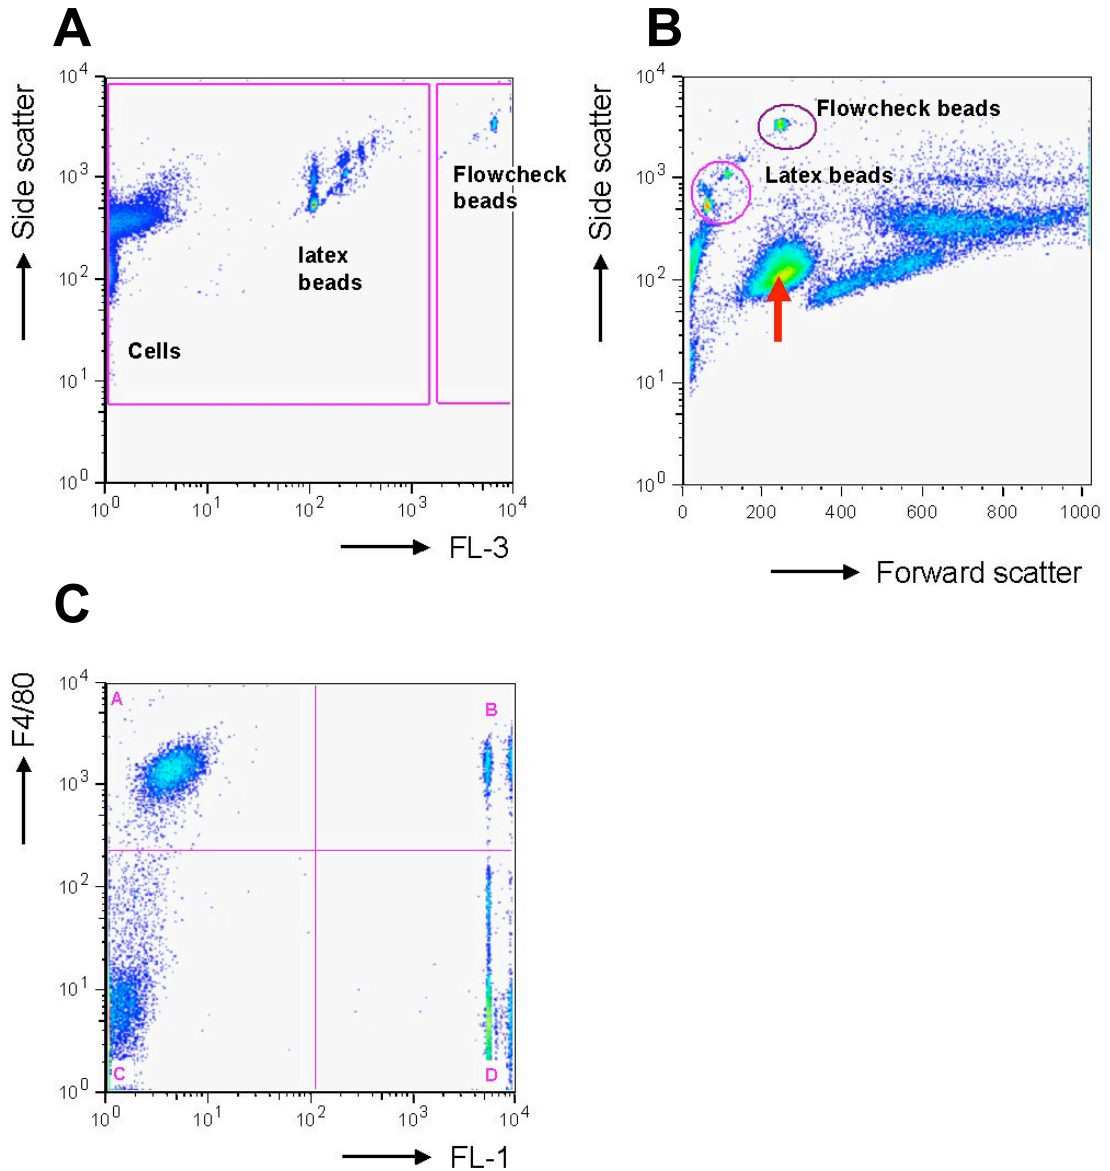 A
Side scatter
10^4
10^3
10^2
10^1
10^0
Cells
latex
beads
Flowcheck
beads
10^0 10^1 10^2 10^3 10^4
FL-3
B
Side scatter
10^4
10^3
10^2
10^1
10^0
Flowcheck beads
Latex beads
0 200 400 600 800 1000
Forward scatter
C
F4/80
10^4
10^3
10^2
10^1
10^0
A
B
C
D
10^0 10^1 10^2 10^3 10^4
FL-1